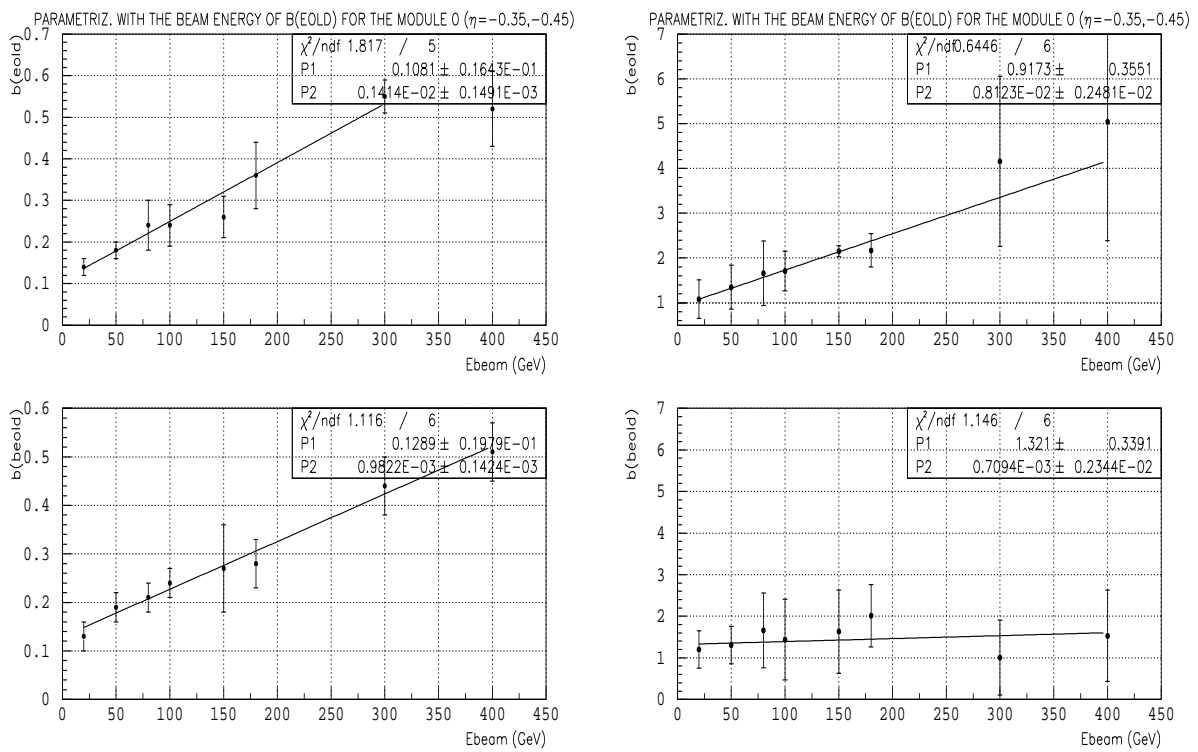 PARAMETRIZ. WITH THE BEAM ENERGY OF B(EOLD) FOR THE MODULE 0 (η=−0.35,−0.45)
b(eold)
0.7
0.6
0.5
0.4
0.3
0.2
0.1
0
χ²/ndf 1.817 / 5
P1 0.1081 ± 0.1643E-01
P2 0.1414E-02 ± 0.1491E-03
0 50 100 150 200 250 300 350 400 450
Ebeam (GeV)
PARAMETRIZ. WITH THE BEAM ENERGY OF B(EOLD) FOR THE MODULE 0 (η=−0.35,−0.45)
b(eold)
7
6
5
4
3
2
1
χ²/ndf 0.6446 / 6
P1 0.9173 ± 0.3551
P2 0.8123E-02 ± 0.2481E-02
0 50 100 150 200 250 300 350 400 450
Ebeam (GeV)
b(beold)
0.6
0.5
0.4
0.3
0.2
0.1
0
χ²/ndf 1.116 / 6
P1 0.1289 ± 0.1979E-01
P2 0.9822E-03 ± 0.1424E-03
0 50 100 150 200 250 300 350 400 450
Ebeam (GeV)
b(beold)
7
6
5
4
3
2
1
0
χ²/ndf 1.146 / 6
P1 1.321 ± 0.3391
P2 0.7094E-03 ± 0.2344E-02
0 50 100 150 200 250 300 350 400 450
Ebeam (GeV)